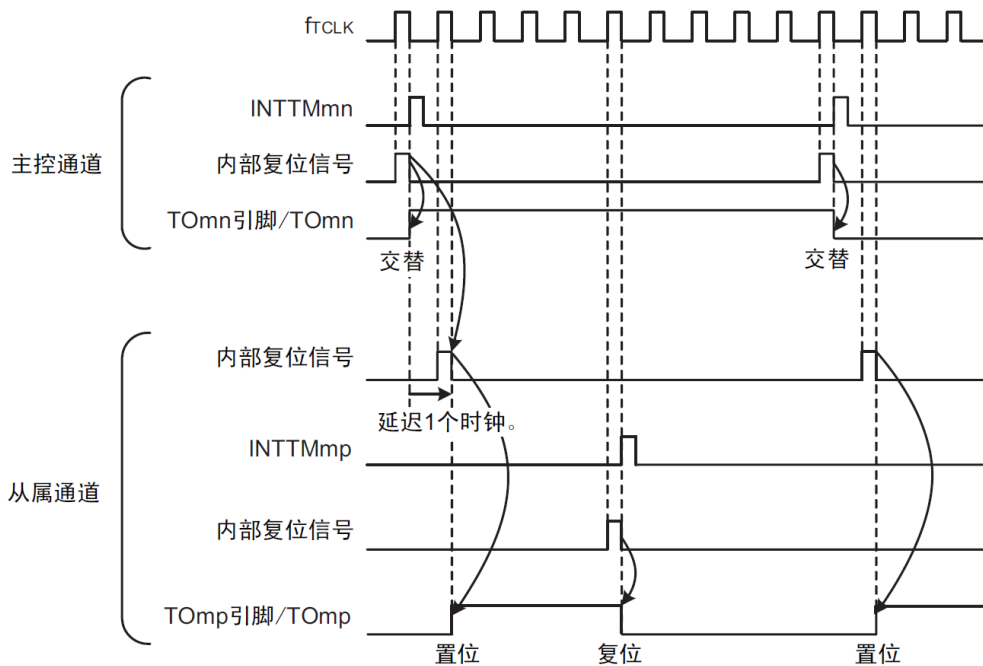 fTCLK
INTTMmn
主控通道
内部复位信号
TOmn引脚/TOmn
交替
交替
内部复位信号
延迟1个时钟。
INTTMmp
从属通道
内部复位信号
TOmp引脚/TOmp
置位
复位
置位